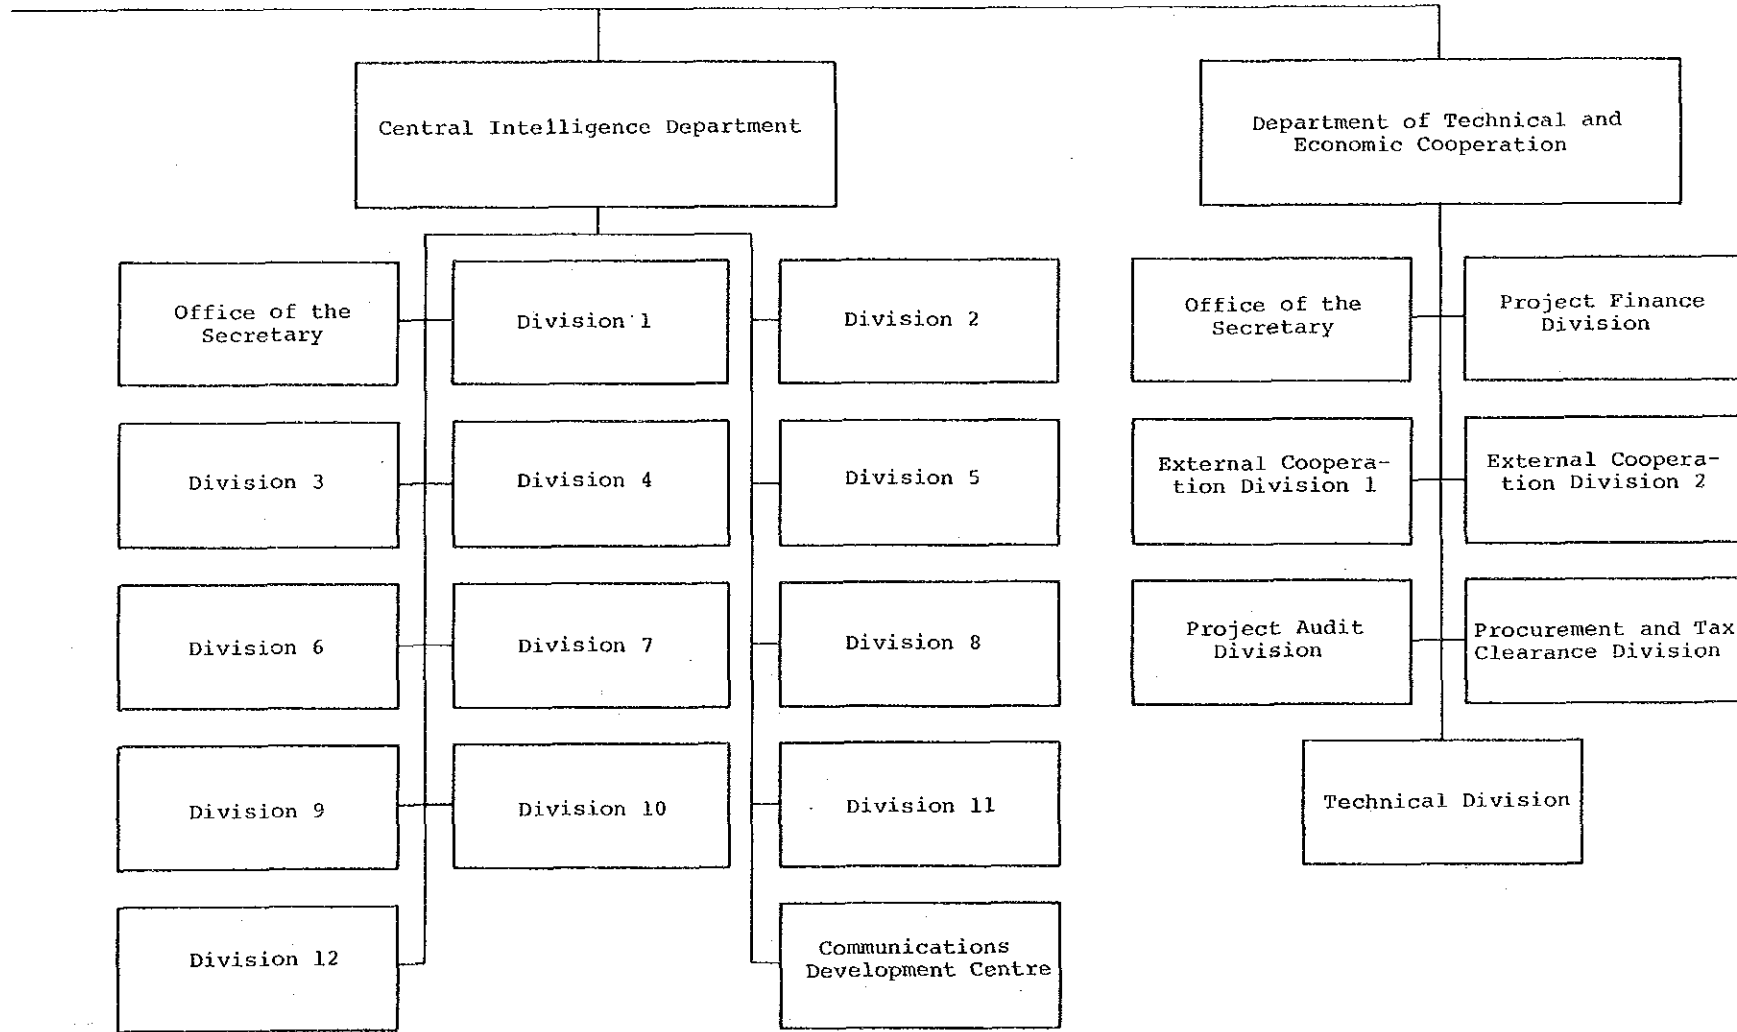 Central Intelligence Department
Department of Technical and
Economic Cooperation
Office of the
Secretary
Division 1
Division 2
Office of the
Secretary
Project Finance
Division
Division 3
Division 4
Division 5
External Coopera-
tion Division 1
External Coopera-
tion Division 2
Division 6
Division 7
Division 8
Project Audit
Division
Procurement and Tax
Clearance Division
Division 9
Division 10
Division 11
Technical Division
Division 12
Communications
Development Centre